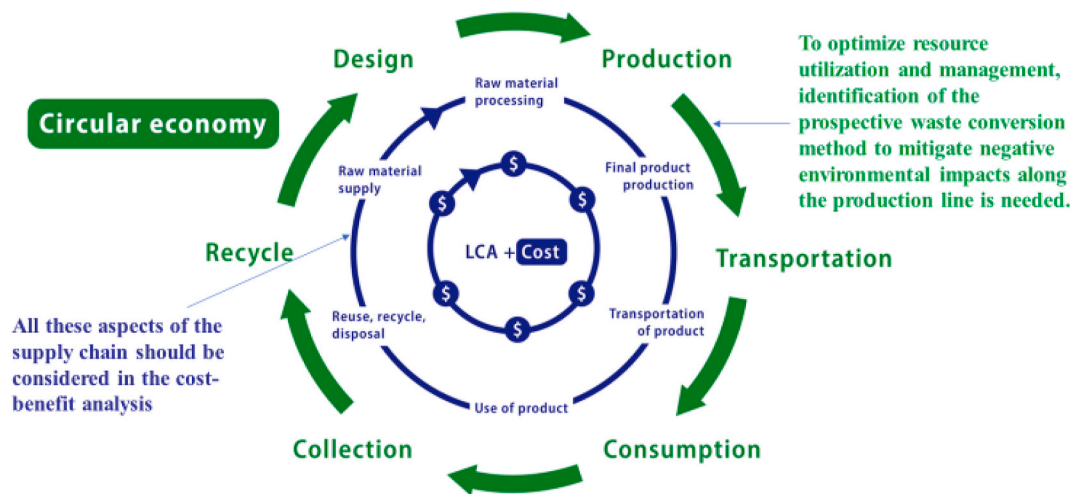 Circular economy
Design
Production
Transportation
Consumption
Collection
Recycle
Raw material
processing
Final product
production
Transportation
of product
Use of product
Reuse, recycle,
disposal
Raw material
supply
$
$
$
$
$
$
LCA + Cost
To optimize resource
utilization and management,
identification of the
prospective waste conversion
method to mitigate negative
environmental impacts along
the production line is needed.
All these aspects of the
supply chain should be
considered in the cost-
benefit analysis